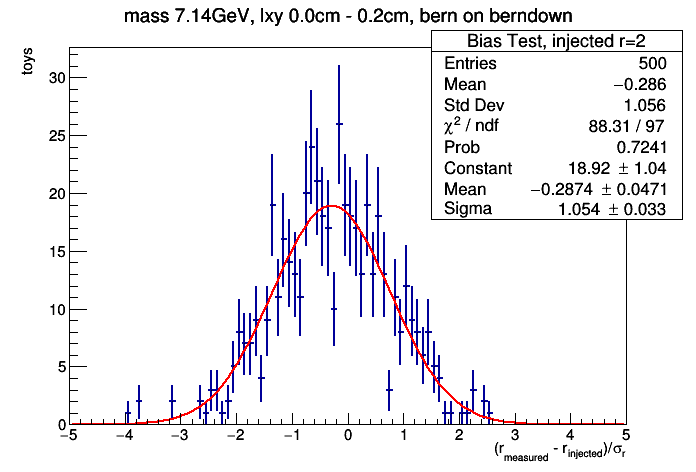 mass 7.14GeV, lxy 0.0cm - 0.2cm, bern on berndown
Bias Test, injected r=2
Entries 500
Mean −0.286
Std Dev 1.056
χ² / ndf 88.31 / 97
Prob 0.7241
Constant 18.92 ± 1.04
Mean −0.2874 ± 0.0471
Sigma 1.054 ± 0.033
toys
30
25
20
15
10
5
0
−5 −4 −3 −2 −1 0 1 2 3 4 5
(r_measured - r_injected)/σ_r